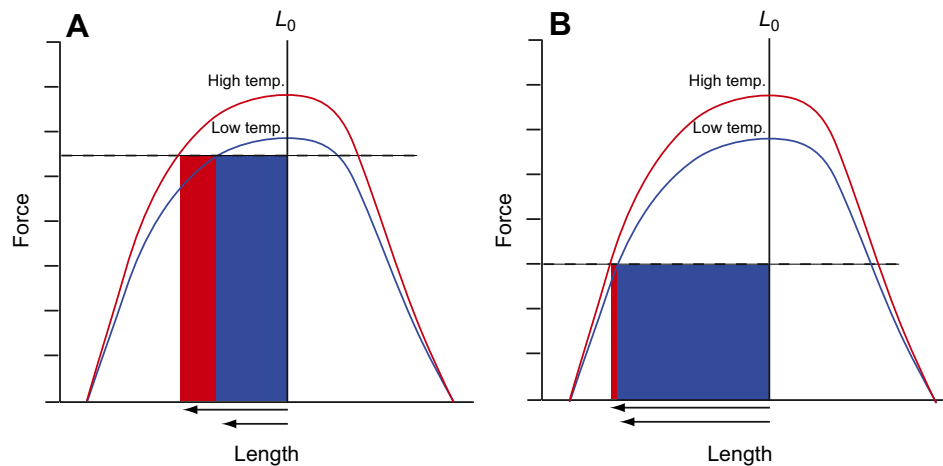 A
L0
High temp.
Low temp.
Force
Length
B
L0
High temp.
Low temp.
Force
Length